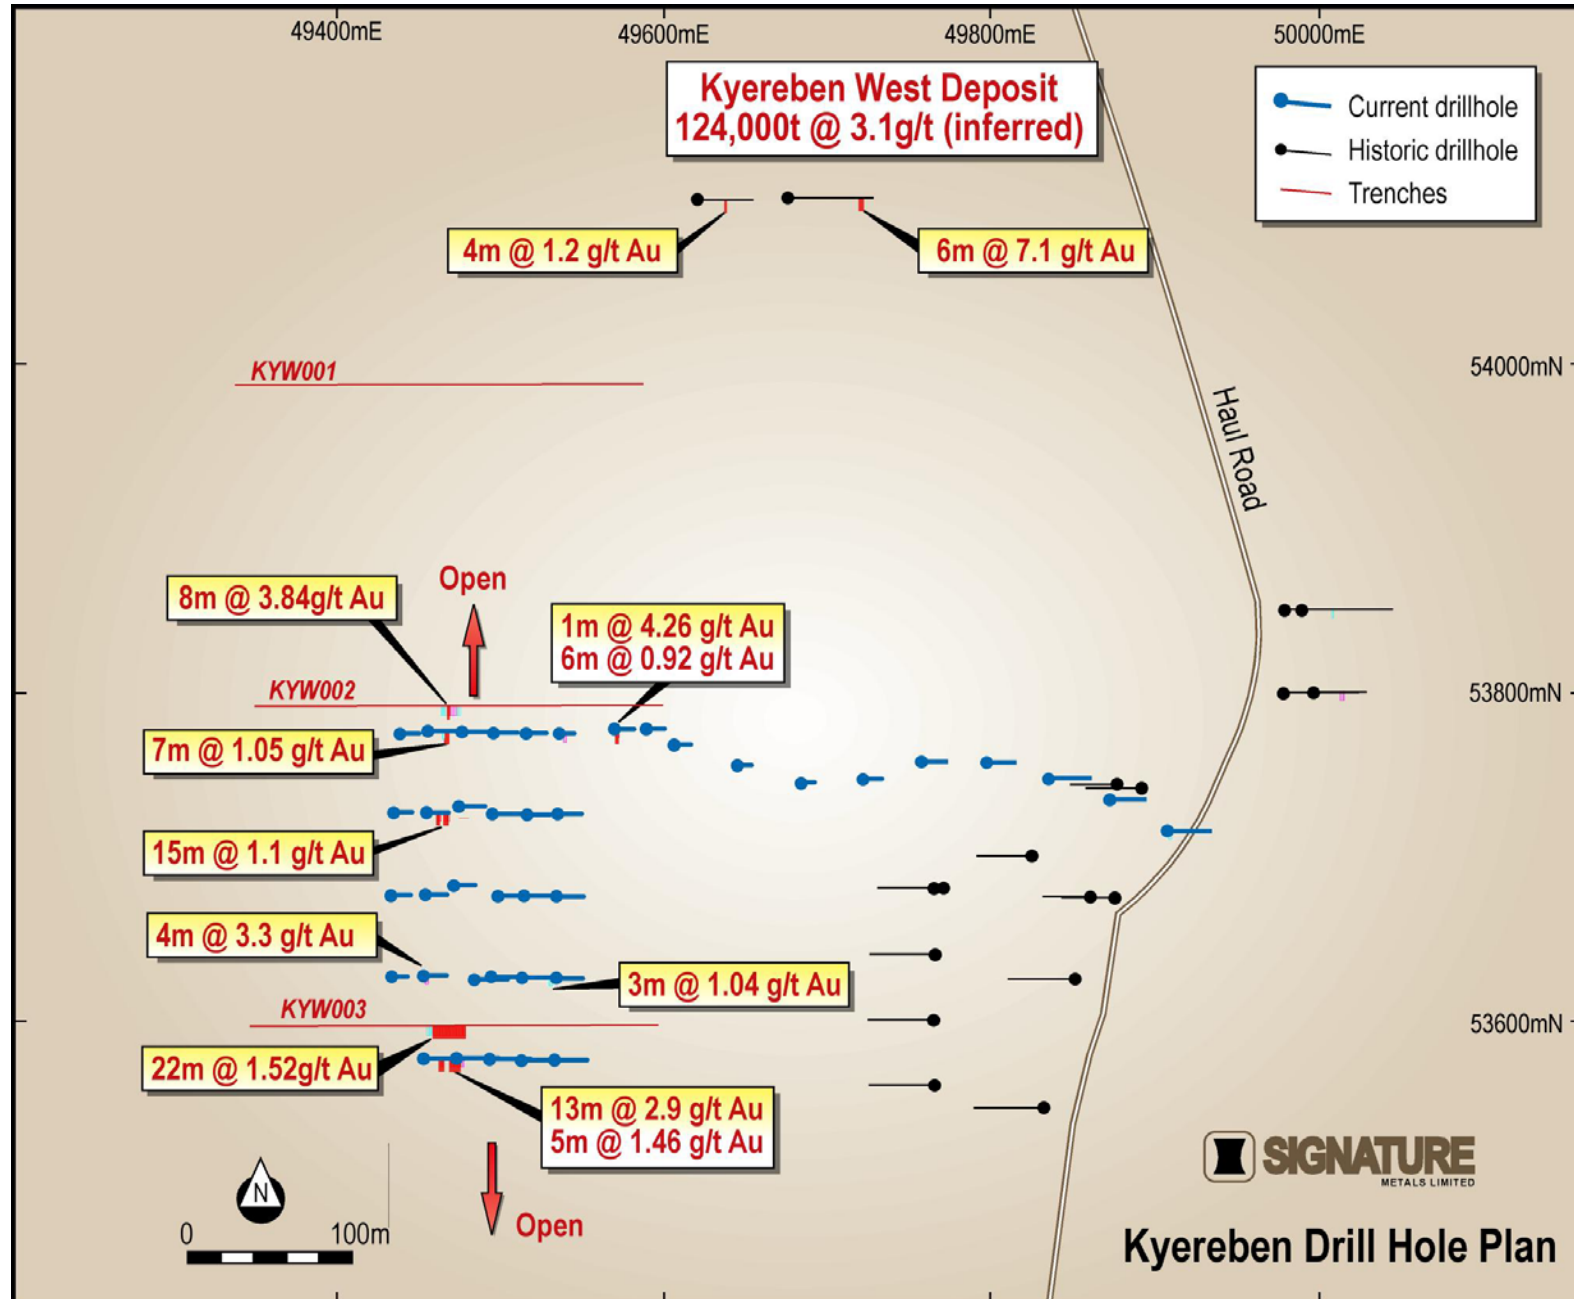 49400mE
49600mE
49800mE
50000mE
Kyereben West Deposit
124,000t @ 3.1g/t (inferred)
Current drillhole
Historic drillhole
Trenches
4m @ 1.2 g/t Au
6m @ 7.1 g/t Au
54000mN
KYW001
Haul Road
Open
8m @ 3.84g/t Au
1m @ 4.26 g/t Au
6m @ 0.92 g/t Au
KYW002
53800mN
7m @ 1.05 g/t Au
15m @ 1.1 g/t Au
4m @ 3.3 g/t Au
3m @ 1.04 g/t Au
KYW003
53600mN
22m @ 1.52g/t Au
13m @ 2.9 g/t Au
5m @ 1.46 g/t Au
SIGNATURE
METALS LIMITED
N
0
100m
Open
Kyereben Drill Hole Plan